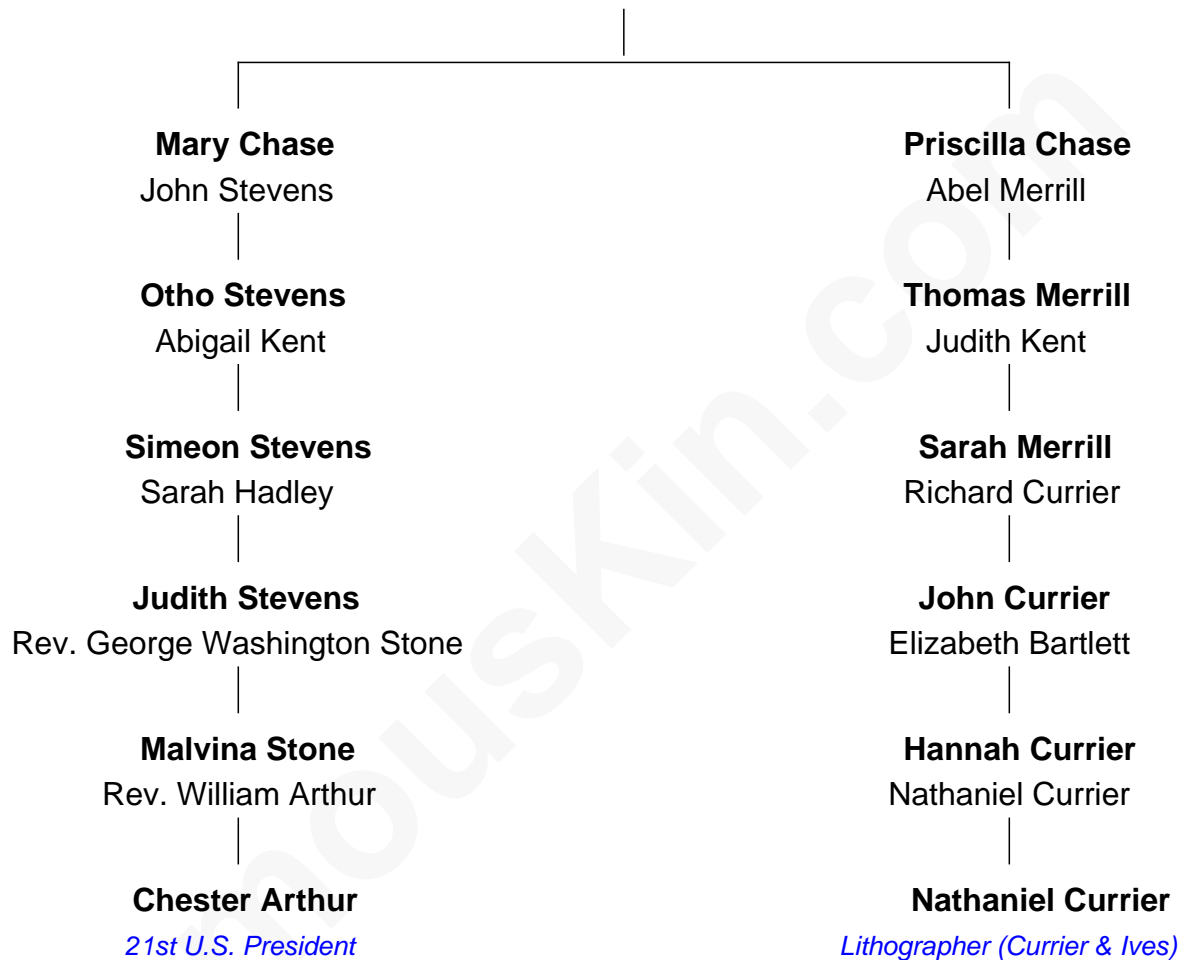 Mary Chase
John Stevens
Otho Stevens
Abigail Kent
Simeon Stevens
Sarah Hadley
Judith Stevens
Rev. George Washington Stone
Malvina Stone
Rev. William Arthur
Chester Arthur
21st U.S. President
Priscilla Chase
Abel Merrill
Thomas Merrill
Judith Kent
Sarah Merrill
Richard Currier
John Currier
Elizabeth Bartlett
Hannah Currier
Nathaniel Currier
Nathaniel Currier
Lithographer (Currier & Ives)
mousKin.com